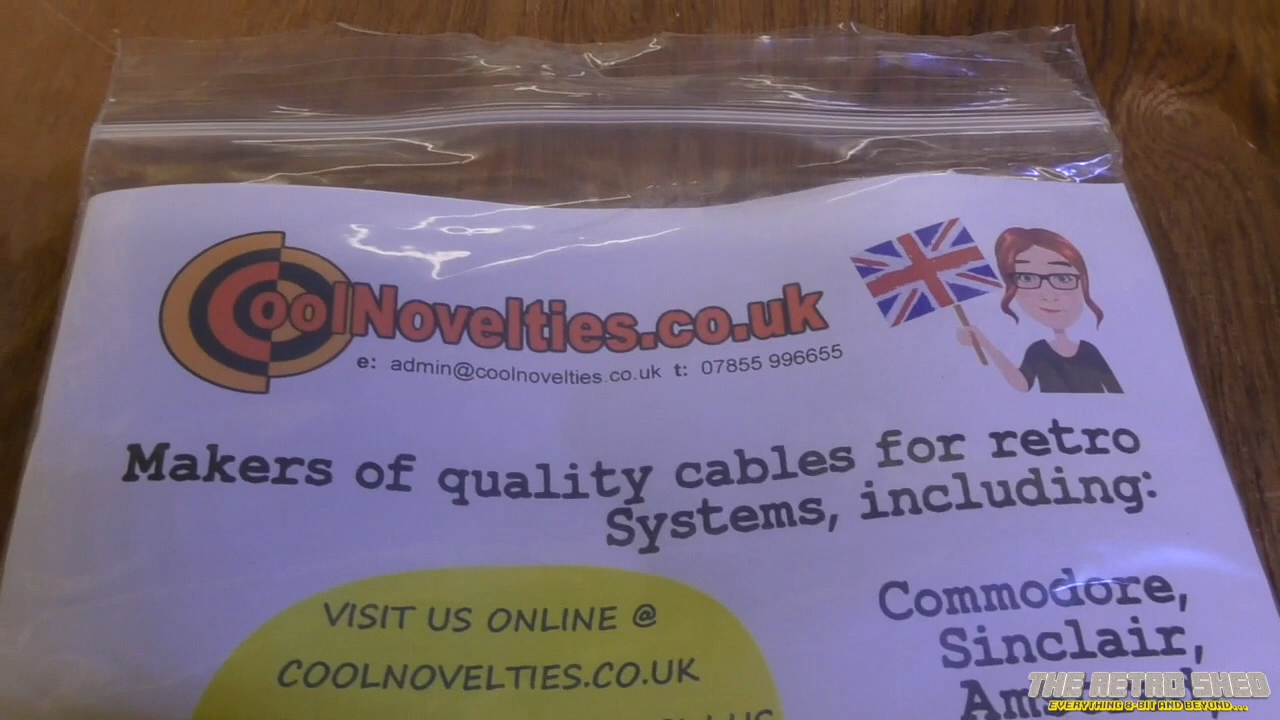 CoolNovelties.co.uk
e: admin@coolnovelties.co.uk t: 07855 996655
Makers of quality cables for retro
Systems, including:
Commodore,
Sinclair,
VISIT US ONLINE @
COOLNOVELTIES.CO.UK
THE RETRO SHED
EVERYTHING 8-BIT AND BEYOND...